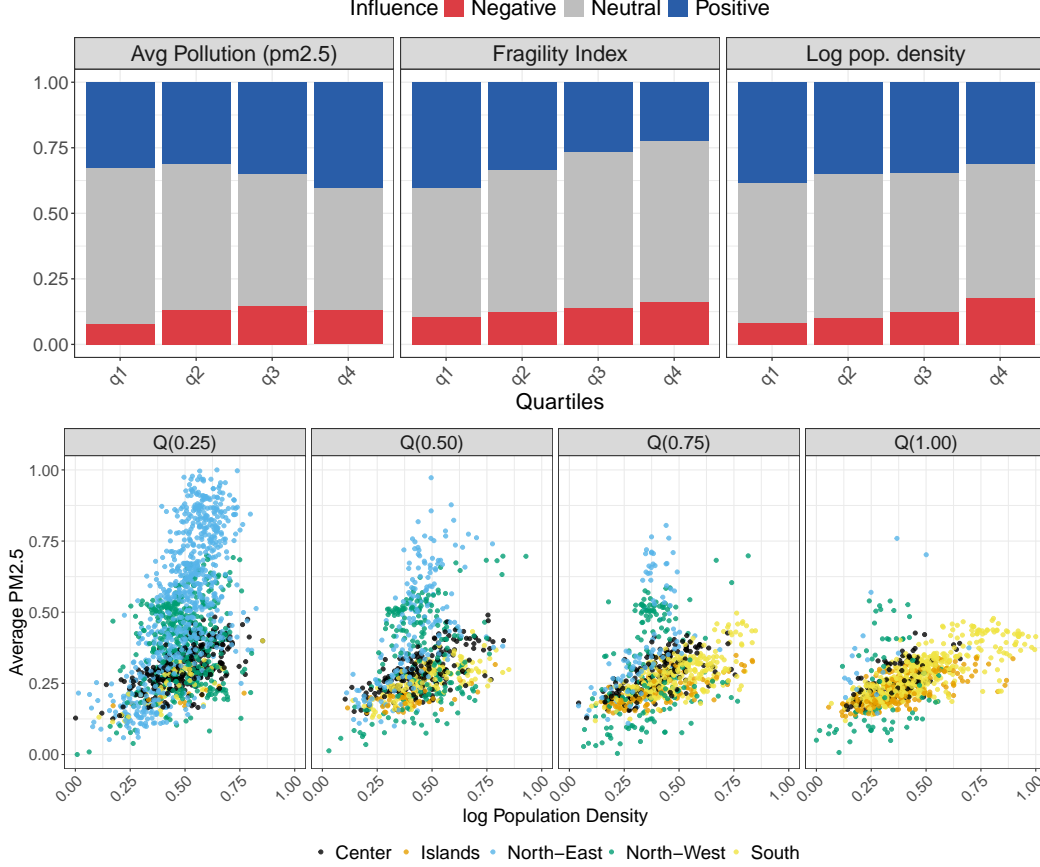 Influence Negative Neutral Positive
Avg Pollution (pm2.5) Fragility Index Log pop. density
1.00
0.75
0.50
0.25
0.00
q1 q2 q3 q4 q1 q2 q3 q4 q1 q2 q3 q4
Quartiles
Q(0.25) Q(0.50) Q(0.75) Q(1.00)
Average PM2.5
1.00
0.75
0.50
0.25
0.00
0.00 0.25 0.50 0.75 1.00 0.00 0.25 0.50 0.75 1.00 0.00 0.25 0.50 0.75 1.00 0.00 0.25 0.50 0.75 1.00
log Population Density
Center Islands North−East North−West South